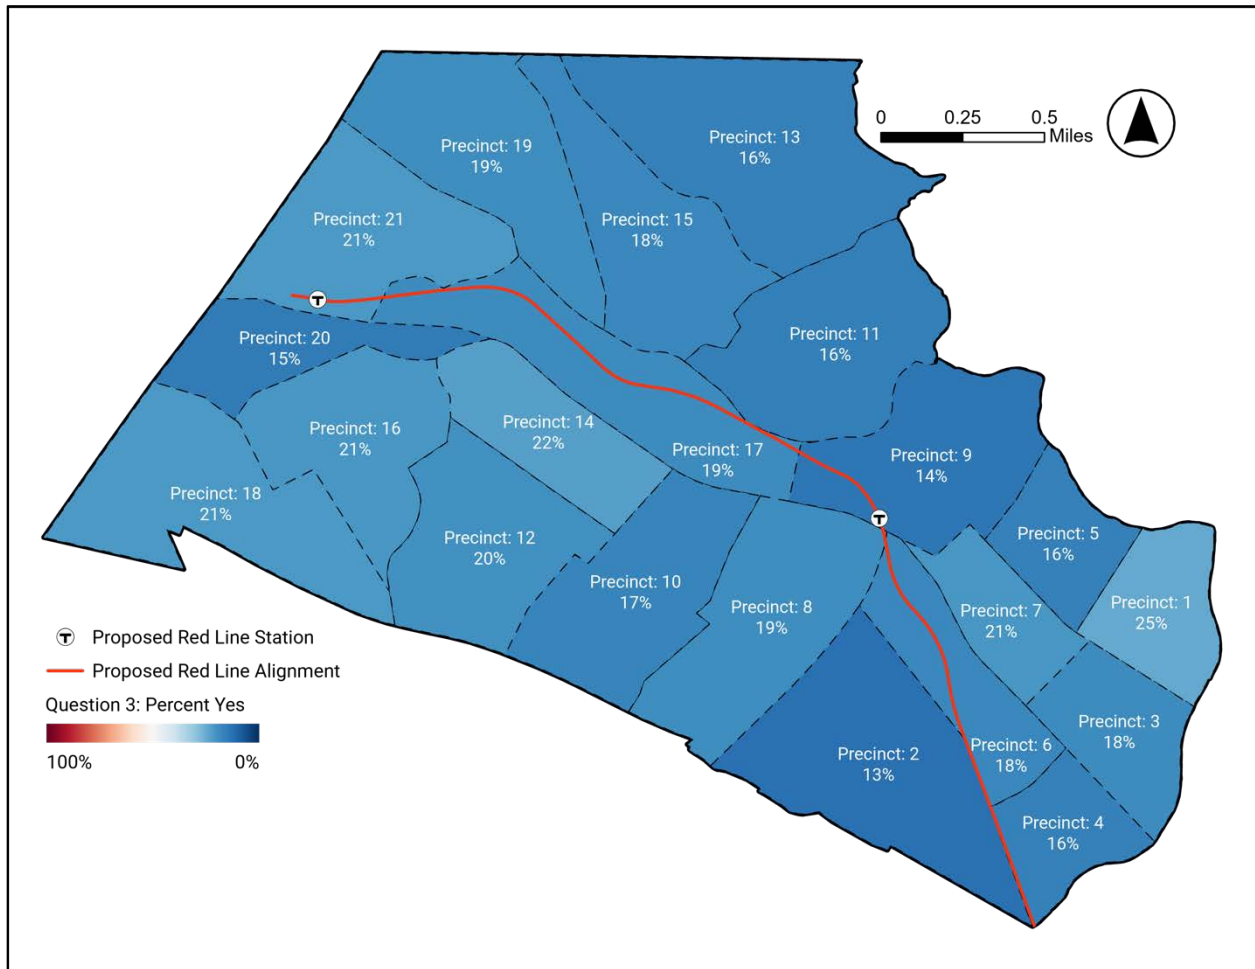 0 0.25 0.5
Miles
Precinct: 19
19%
Precinct: 13
16%
Precinct: 21
21%
Precinct: 15
18%
Precinct: 20
15%
Precinct: 11
16%
Precinct: 16
21%
Precinct: 14
22%
Precinct: 17
19%
Precinct: 9
14%
Precinct: 18
21%
Precinct: 12
20%
Precinct: 5
16%
Precinct: 10
17%
Precinct: 8
19%
Precinct: 7
21%
Precinct: 1
25%
Precinct: 3
18%
Precinct: 2
13%
Precinct: 6
18%
Precinct: 4
16%
T
T
T Proposed Red Line Station
Proposed Red Line Alignment
Question 3: Percent Yes
100% 0%